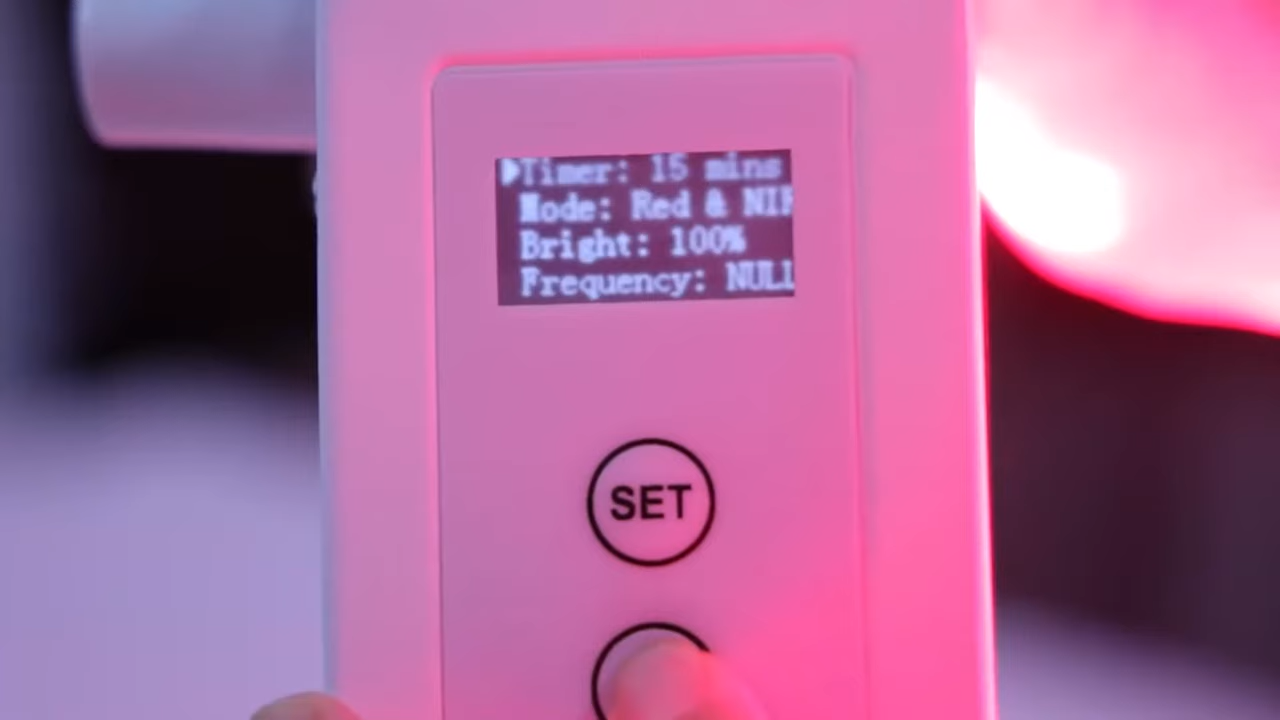 Timer: 15 mins
Mode: Red & NIR
Bright: 100%
Frequency: NULL
SET